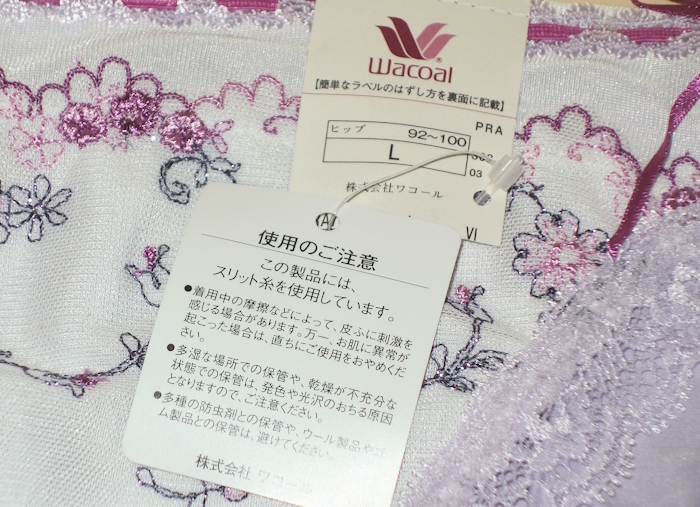 Wacoal
【簡単なラベルのはずし方を裏面に記載】
PRA
ヒップ 92~100
L
03
株式会社ワコール
VI
使用のご注意
この製品には、
スリット糸を使用しています。
●着用中の摩擦などによって、皮ふに刺激を
感じる場合があります。万一、お肌に異常が
起こった場合は、直ちにご使用をおやめくだ
さい。
●多湿な場所での保管や、乾燥が不充分な
状態での保管は、発色や光沢のおちる原因
となりますので、ご注意ください。
●多種の防虫剤との保管や、ウール製品やゴ
ム製品との保管は、避けてください。
株式会社 ワコール